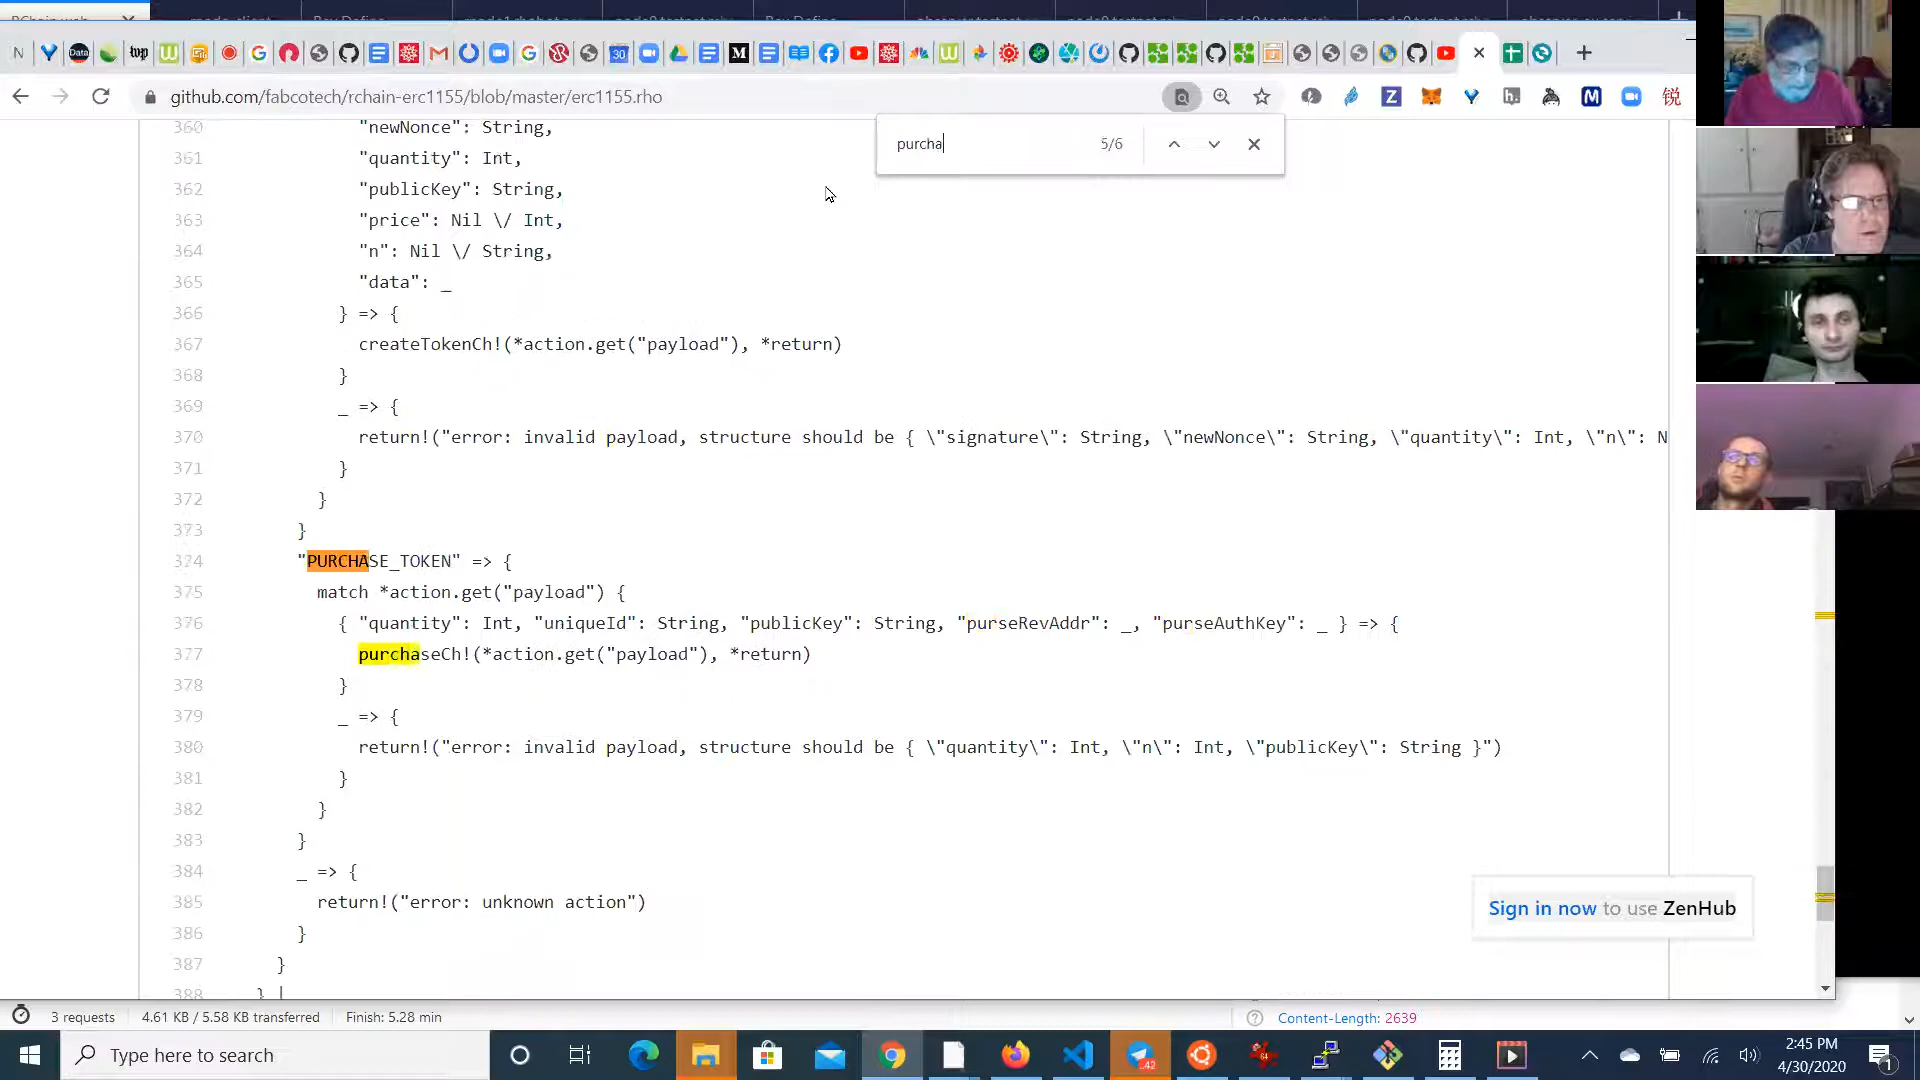 github.com/fabcotech/rchain-erc1155/blob/master/erc1155.rho
purcha
5/6
360 "newNonce": String,
361 "quantity": Int,
362 "publicKey": String,
363 "price": Nil \/ Int,
364 "n": Nil \/ String,
365 "data": _
366 } => {
367 createTokenCh!(*action.get("payload"), *return)
368 }
369 _ => {
370 return!("error: invalid payload, structure should be { \"signature\": String, \"newNonce\": String, \"quantity\": Int, \"n\": N
371 }
372 }
373 }
374 "PURCHASE_TOKEN" => {
375 match *action.get("payload") {
376 { "quantity": Int, "uniqueId": String, "publicKey": String, "purseRevAddr": _, "purseAuthKey": _ } => {
377 purchaseCh!(*action.get("payload"), *return)
378 }
379 _ => {
380 return!("error: invalid payload, structure should be { \"quantity\": Int, \"n\": Int, \"publicKey\": String }")
381 }
382 }
383 }
384 _ => {
385 return!("error: unknown action")
386 }
387 }
388 } |
Sign in now to use ZenHub
3 requests 4.61 KB / 5.58 KB transferred Finish: 5.28 min
Content-Length: 2639
Type here to search
2:45 PM
4/30/2020